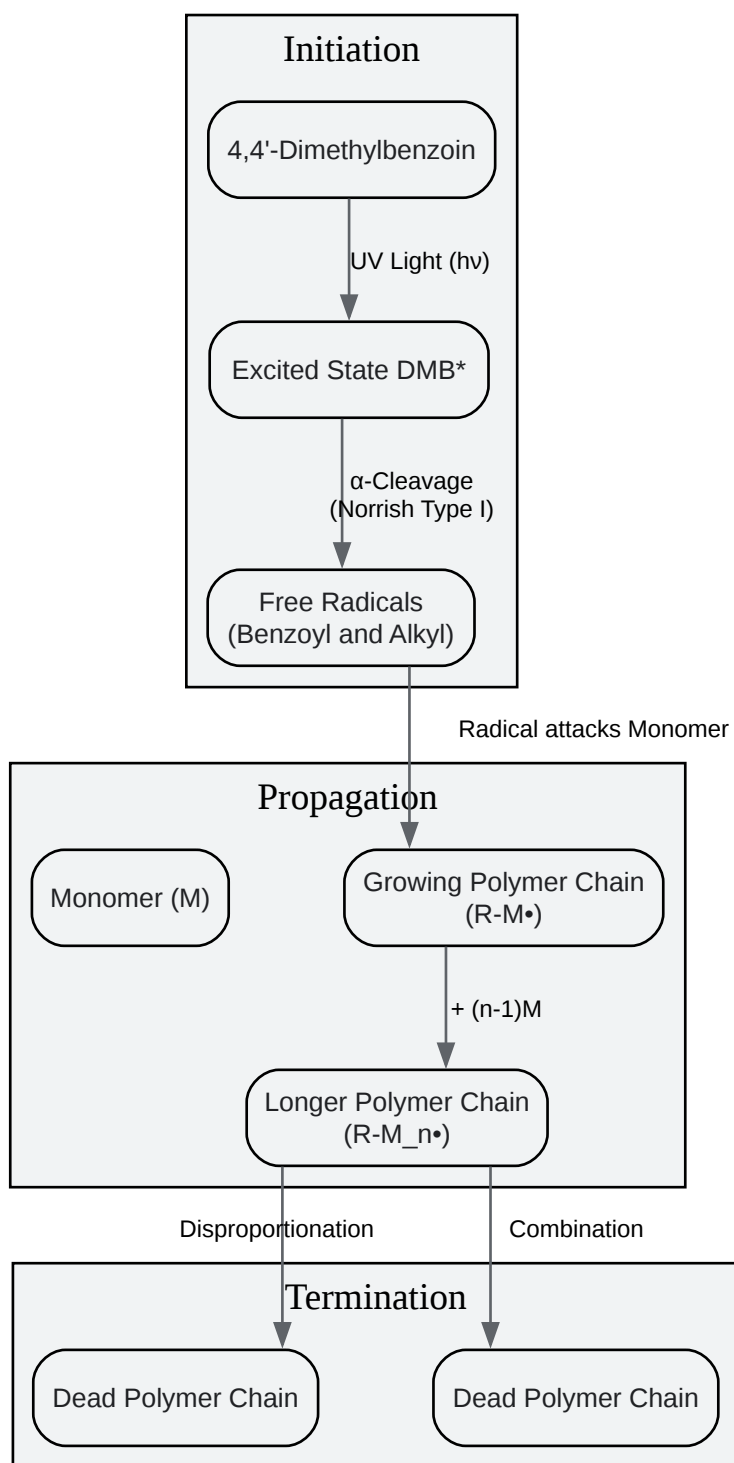 Initiation
4,4'-Dimethylbenzoin
UV Light (hν)
Excited State DMB*
α-Cleavage
(Norrish Type I)
Free Radicals
(Benzoyl and Alkyl)
Radical attacks Monomer
Propagation
Monomer (M)
Growing Polymer Chain
(R-M•)
+ (n-1)M
Longer Polymer Chain
(R-M_n•)
Disproportionation
Combination
Termination
Dead Polymer Chain
Dead Polymer Chain